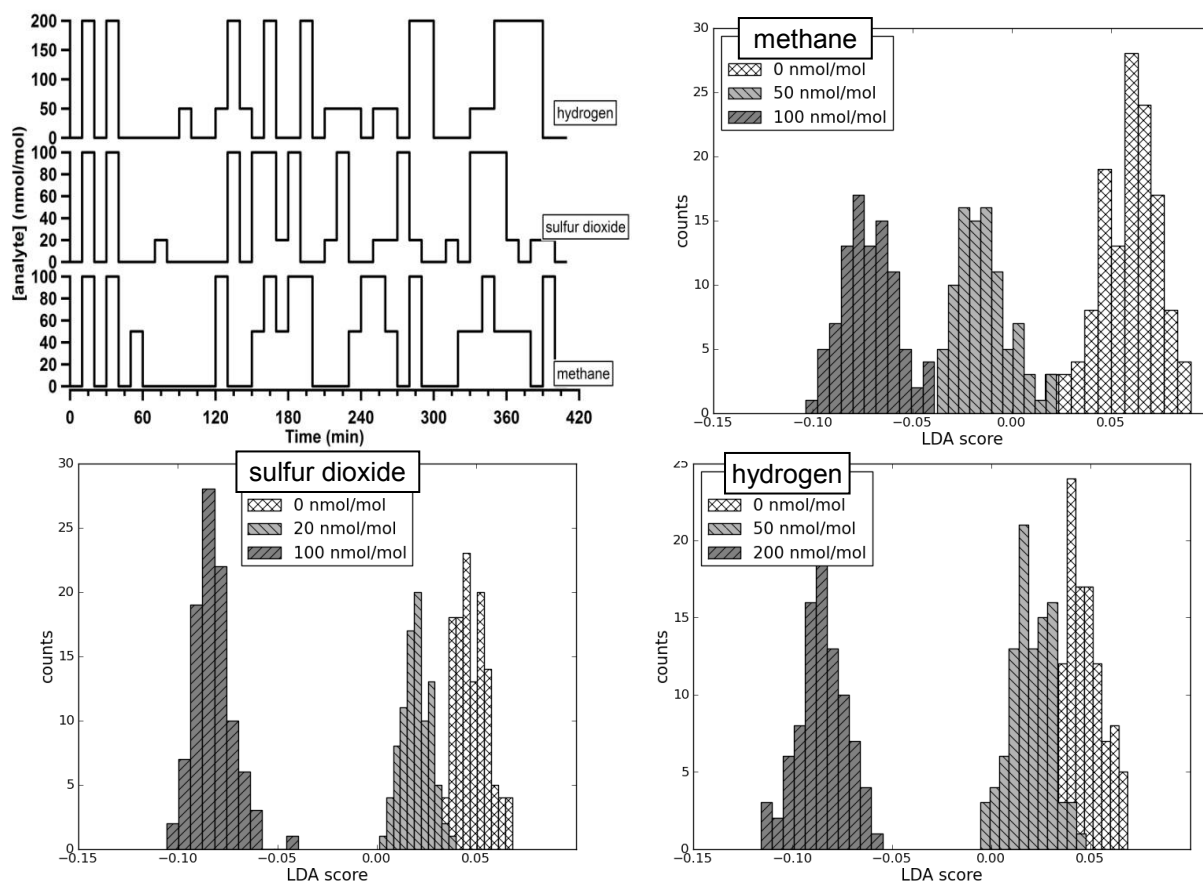 [analyte] (nmol/mol)
200
150
100
50
0
hydrogen
100
80
60
40
20
0
sulfur dioxide
100
80
60
40
20
0
methane
0 60 120 180 240 300 360 420
Time (min)
methane
0 nmol/mol
50 nmol/mol
100 nmol/mol
counts
30
25
20
15
10
5
0
−0.15 −0.10 −0.05 0.00 0.05
LDA score
sulfur dioxide
0 nmol/mol
20 nmol/mol
100 nmol/mol
counts
30
25
20
15
10
5
0
−0.15 −0.10 −0.05 0.00 0.05
LDA score
hydrogen
0 nmol/mol
50 nmol/mol
200 nmol/mol
counts
25
20
15
10
5
0
−0.15 −0.10 −0.05 0.00 0.05
LDA score